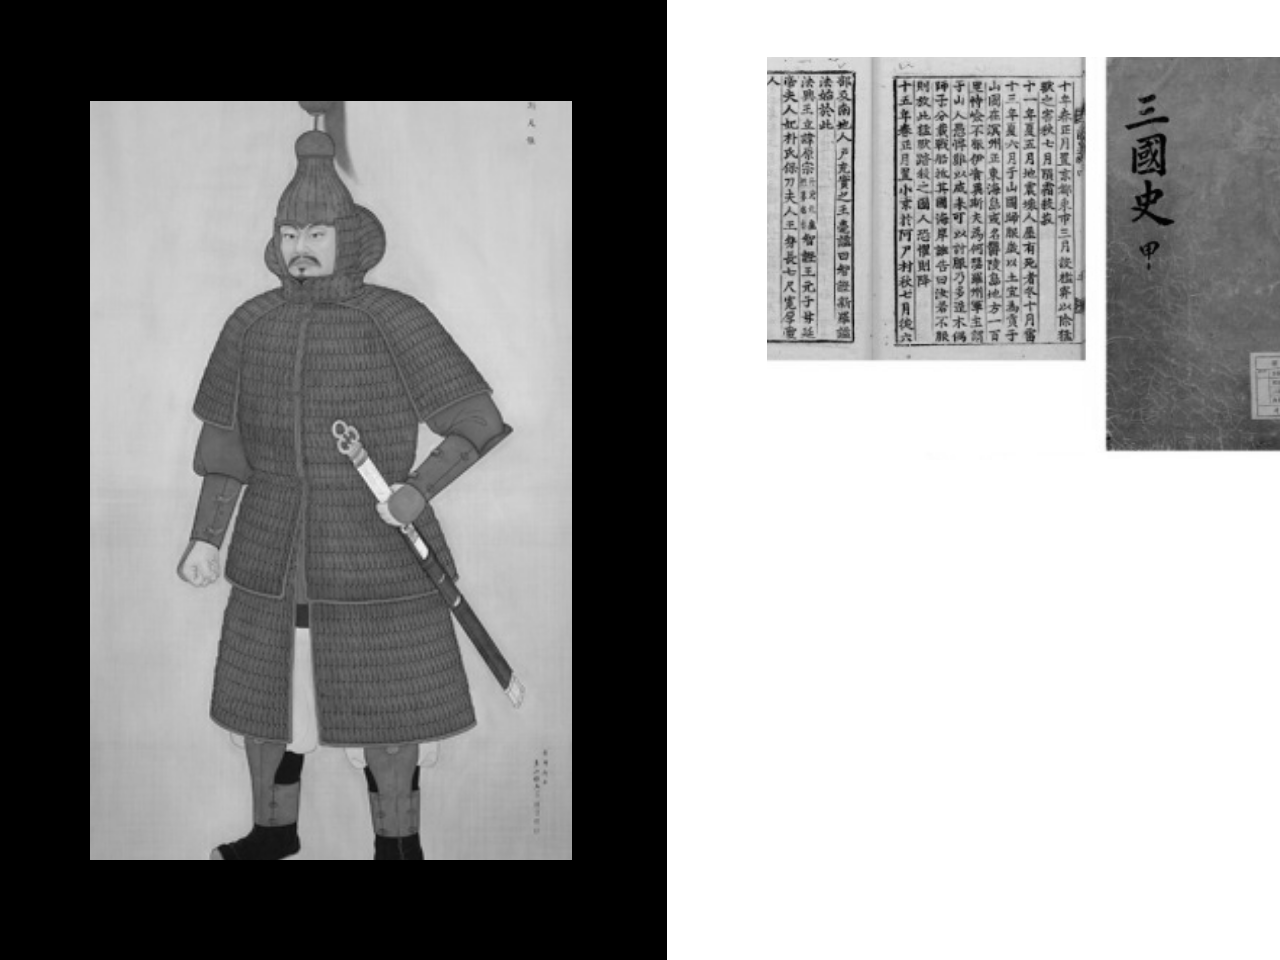 十年春正月置京都東市三月設檻穽以除猛
獸之害秋七月隕霜殺菽
十一年夏五月地震壞人屋有死者冬十月雷
十三年夏六月于山國歸服歲以土宜為貢于
山國在溟州正東海島或名鬱陵島地方一百
里恃嶮不服伊飡異斯夫為何瑟羅州軍主謂
于山人愚悍難以威來可以計服乃多造木偶
師子分載戰船抵其國海岸誑告曰汝若不服
則放此猛獸踏殺之國人恐懼則降
十五年春正月置小京於阿尸村秋七月徙六
部及南地人戶充實之王薨謚曰智證新羅謚
法始於此
法興王立諱原宗智證王元子母延
帝夫人妃朴氏保刀夫人王身長七尺寬厚愛
人
三國史
甲